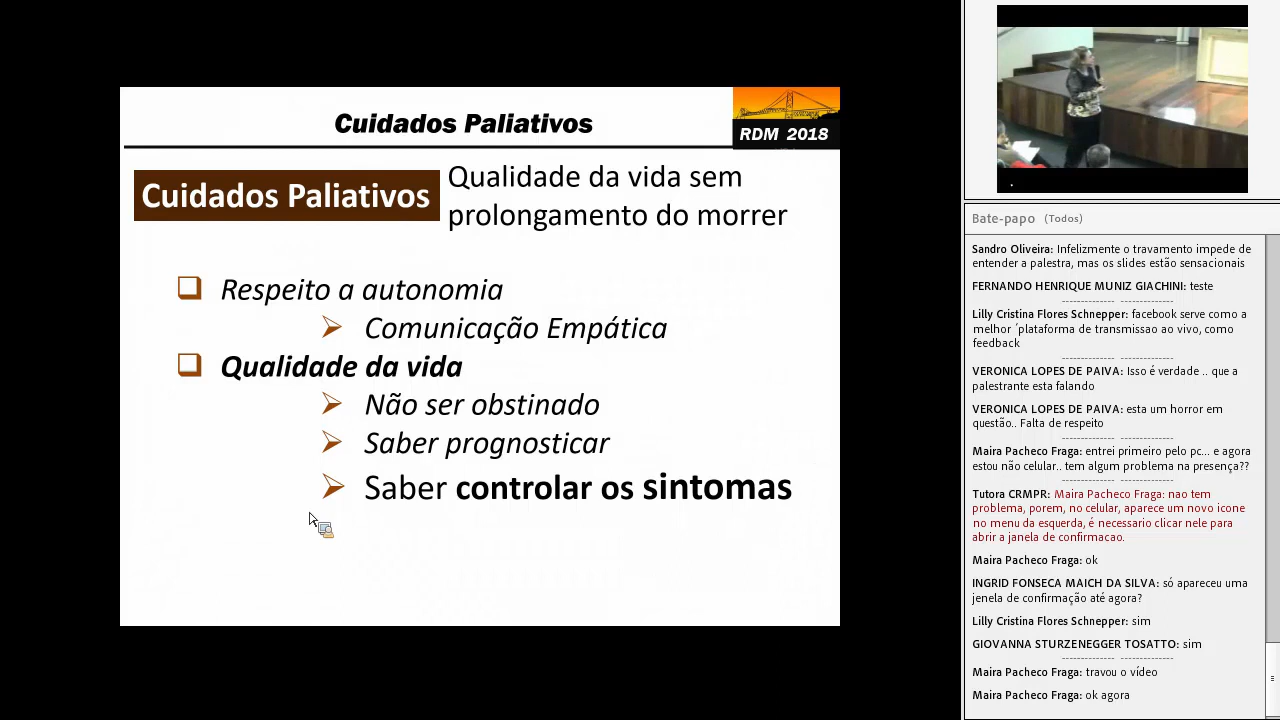 Cuidados Paliativos
RDM 2018
Cuidados Paliativos
Qualidade da vida sem
prolongamento do morrer
Respeito a autonomia
Comunicação Empática
Qualidade da vida
Não ser obstinado
Saber prognosticar
Saber controlar os sintomas
Bate-papo (Todos)
Sandro Oliveira: Infelizmente o travamento impede de
entender a palestra, mas os slides estão sensacionais
FERNANDO HENRIQUE MUNIZ GIACHINI: teste
Lilly Cristina Flores Schnepper: facebook serve como a
melhor ´plataforma de transmissao ao vivo, como
feedback
VERONICA LOPES DE PAIVA: Isso é verdade .. que a
palestrante esta falando
VERONICA LOPES DE PAIVA: esta um horror em
questão.. Falta de respeito
Maira Pacheco Fraga: entrei primeiro pelo pc... e agora
estou não celular.. tem algum problema na presença??
Tutora CRMPR: Maira Pacheco Fraga: nao tem
problema, porem, no celular, aparece um novo icone
no menu da esquerda, é necessario clicar nele para
abrir a janela de confirmacao.
Maira Pacheco Fraga: ok
INGRID FONSECA MAICH DA SILVA: só apareceu uma
jenela de confirmação até agora?
Lilly Cristina Flores Schnepper: sim
GIOVANNA STURZENEGGER TOSATTO: sim
Maira Pacheco Fraga: travou o vídeo
Maira Pacheco Fraga: ok agora